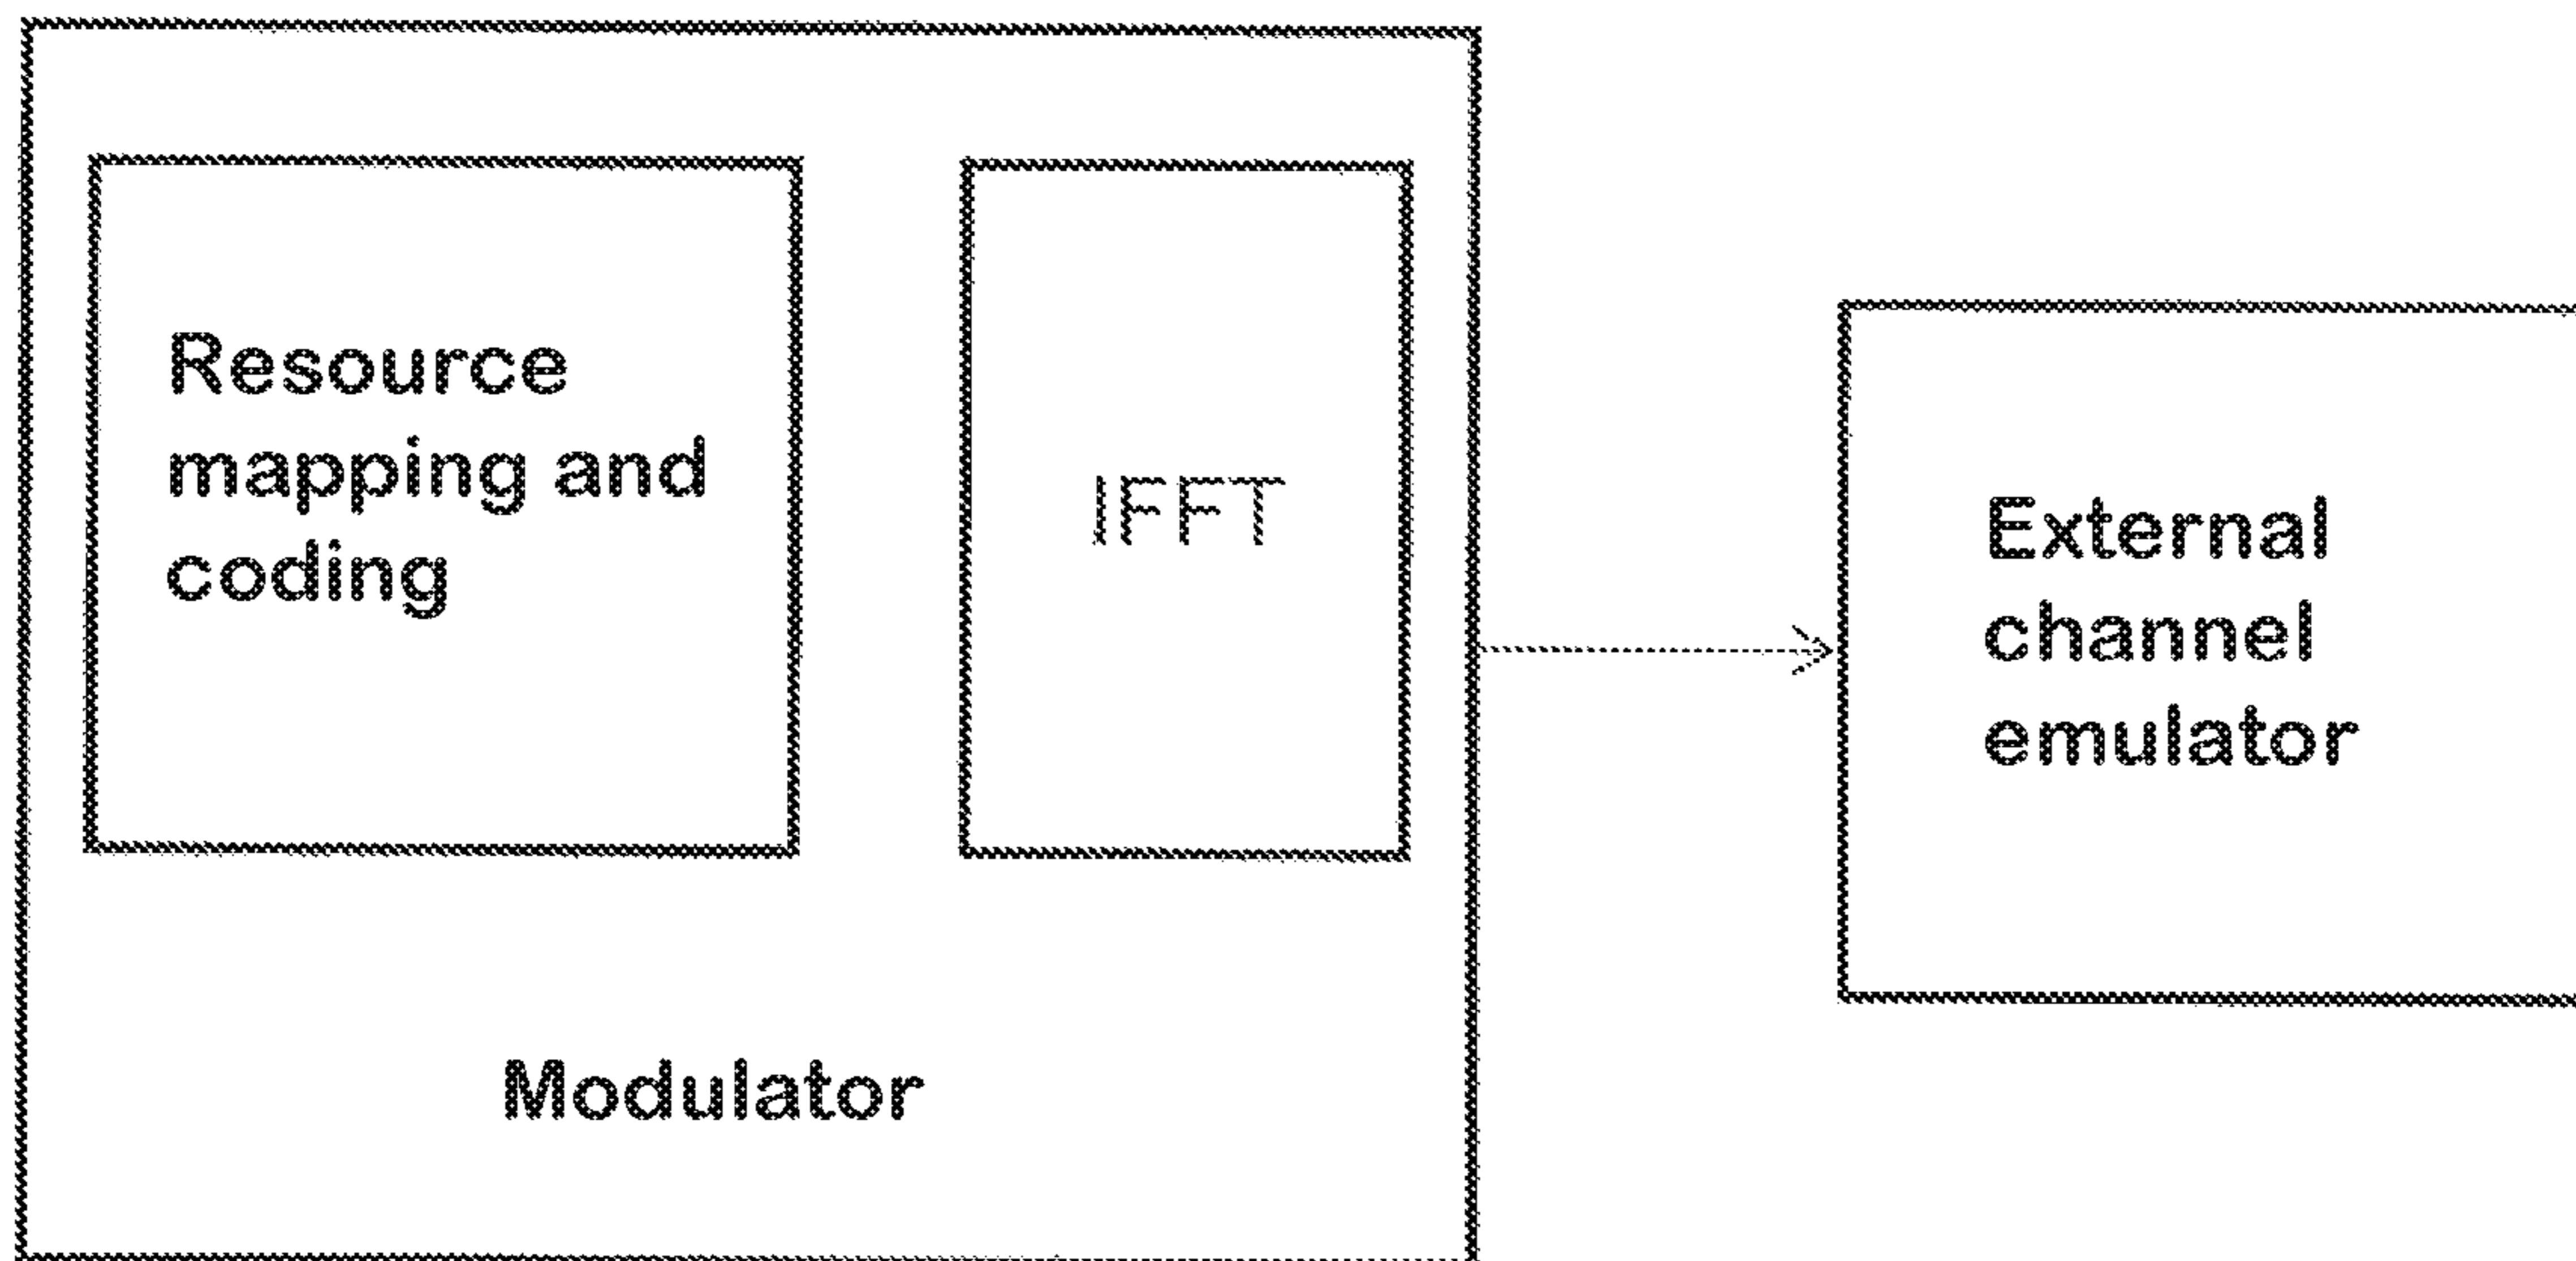 Resource
mapping and
coding
IFFT
External
channel
emulator
Modulator